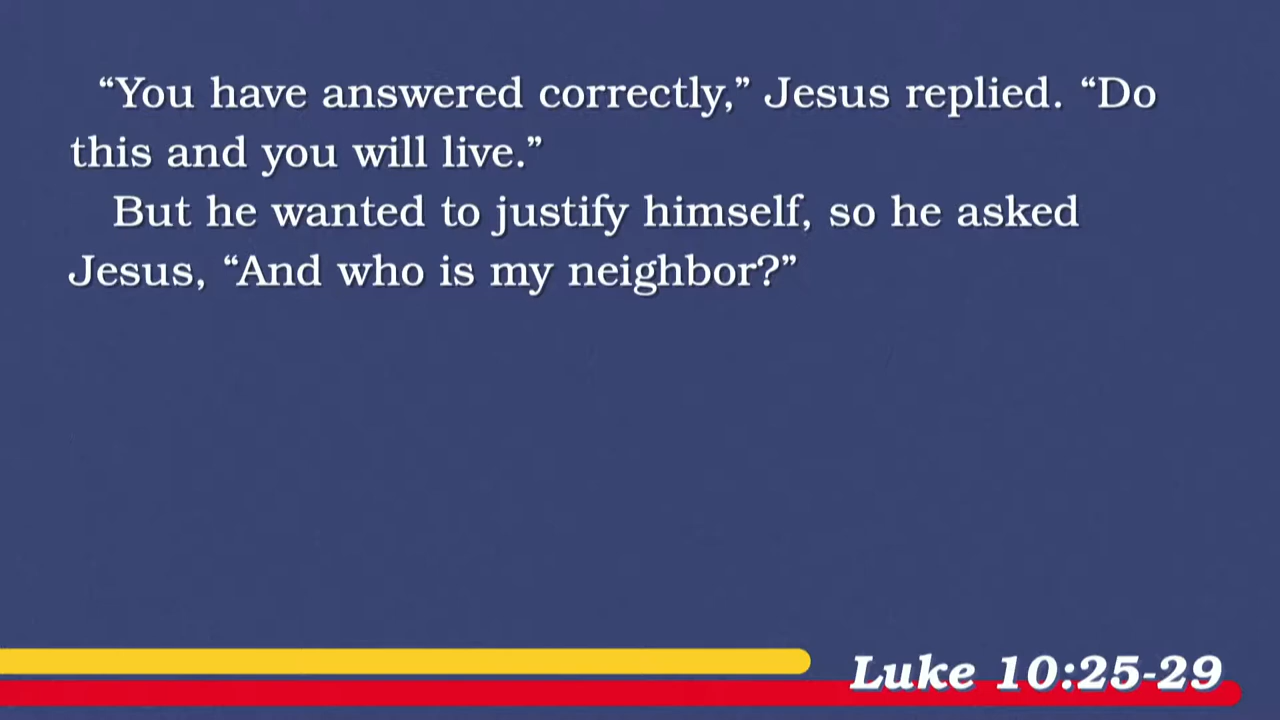 “You have answered correctly,” Jesus replied. “Do
this and you will live.”
But he wanted to justify himself, so he asked
Jesus, “And who is my neighbor?”
Luke 10:25-29